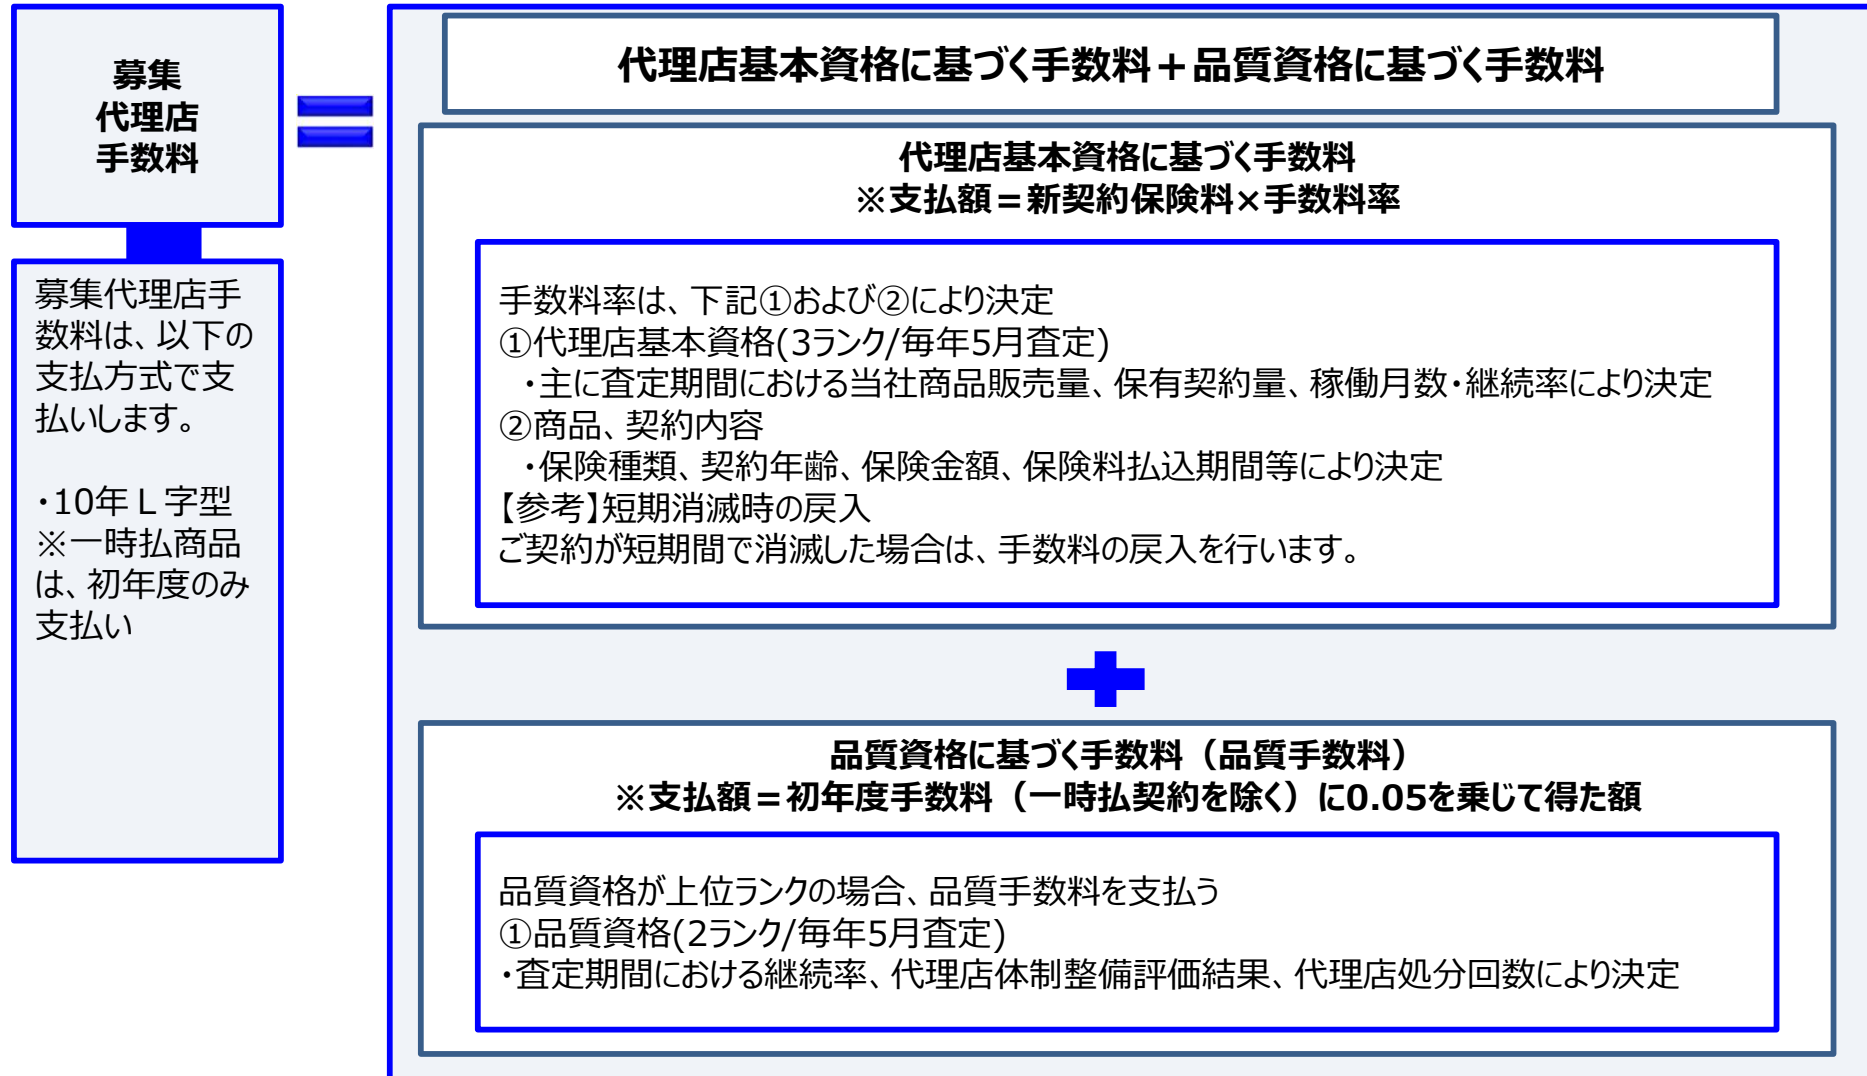 募集
代理店
手数料
募集代理店手
数料は、以下の
支払方式で支
払いします。
・10年Ｌ字型
※一時払商品
は、初年度のみ
支払い
代理店基本資格に基づく手数料＋品質資格に基づく手数料
代理店基本資格に基づく手数料
※支払額＝新契約保険料×手数料率
手数料率は、下記①および②により決定
①代理店基本資格(3ランク/毎年5月査定)
・主に査定期間における当社商品販売量、保有契約量、稼働月数・継続率により決定
②商品、契約内容
・保険種類、契約年齢、保険金額、保険料払込期間等により決定
【参考】短期消滅時の戻入
ご契約が短期間で消滅した場合は、手数料の戻入を行います。
品質資格に基づく手数料（品質手数料）
※支払額＝初年度手数料（一時払契約を除く）に0.05を乗じて得た額
品質資格が上位ランクの場合、品質手数料を支払う
①品質資格(2ランク/毎年5月査定)
・査定期間における継続率、代理店体制整備評価結果、代理店処分回数により決定